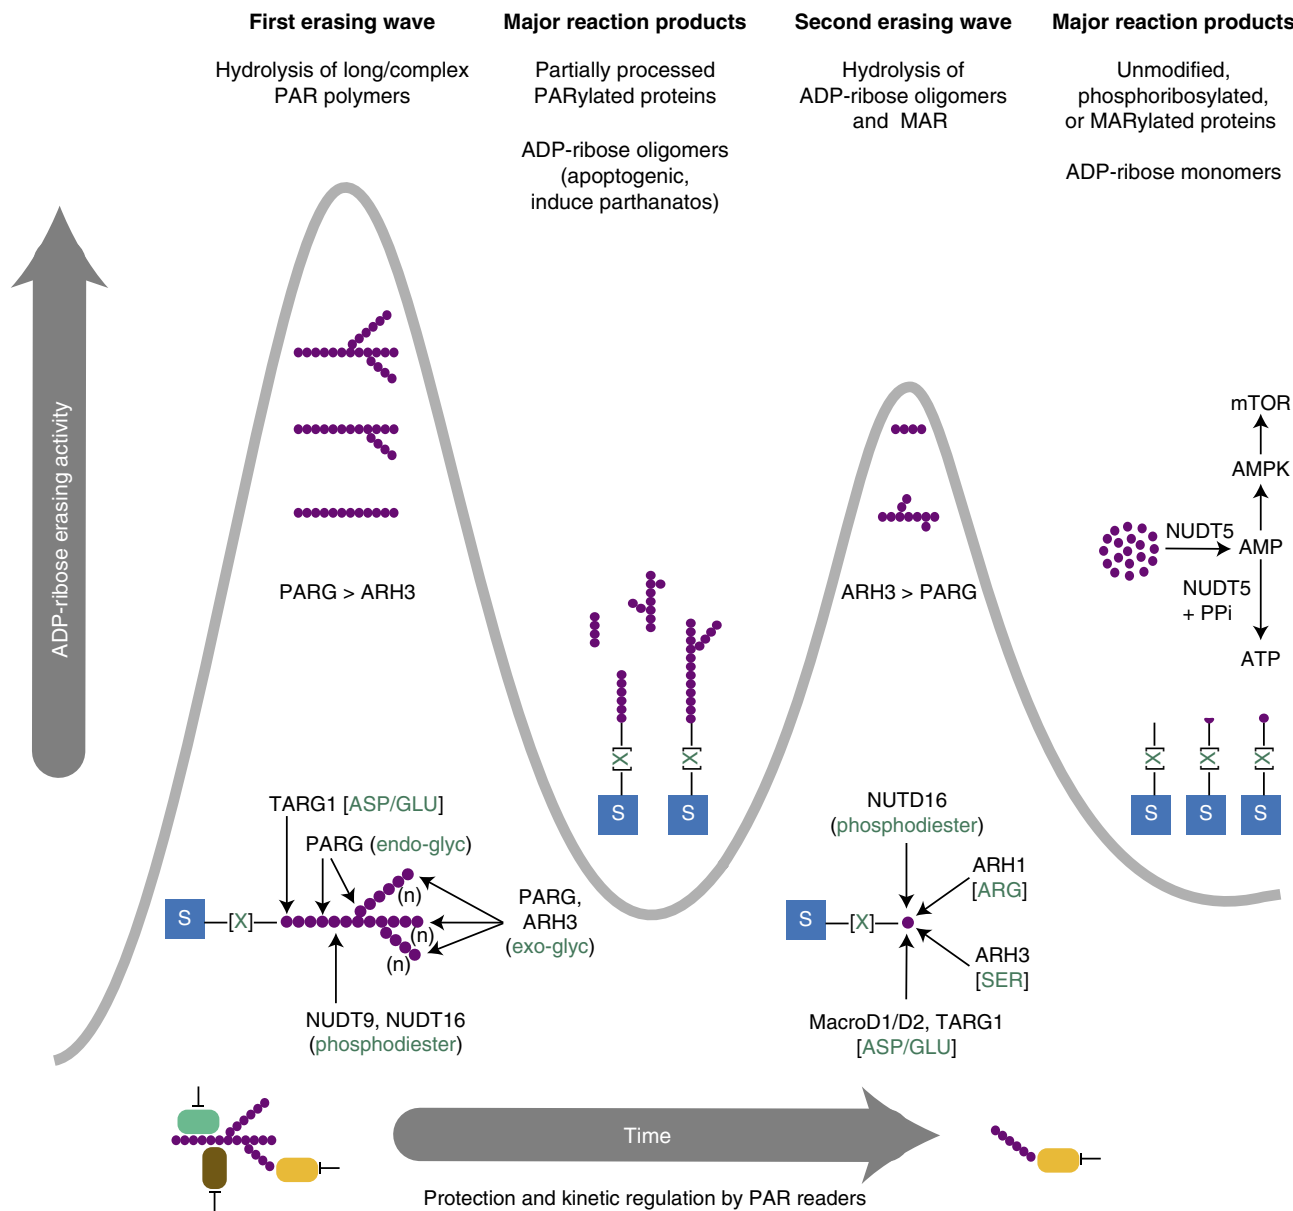 First erasing wave
Hydrolysis of long/complex
PAR polymers
Major reaction products
Partially processed
PARylated proteins
ADP-ribose oligomers
(apoptogenic,
induce parthanatos)
Second erasing wave
Hydrolysis of
ADP-ribose oligomers
and MAR
Major reaction products
Unmodified,
phosphoribosylated,
or MARylated proteins
ADP-ribose monomers
ADP-ribose erasing activity
PARG > ARH3
TARG1 [ASP/GLU]
PARG (endo-glyc)
S
[X]
(n)
(n)
(n)
PARG,
ARH3
(exo-glyc)
NUDT9, NUDT16
(phosphodiester)
[X]
[X]
S
S
ARH3 > PARG
NUTD16
(phosphodiester)
ARH1
[ARG]
S
[X]
ARH3
[SER]
MacroD1/D2, TARG1
[ASP/GLU]
mTOR
AMPK
NUDT5
AMP
NUDT5
+ PPi
ATP
[X]
[X]
[X]
S
S
S
Time
Protection and kinetic regulation by PAR readers